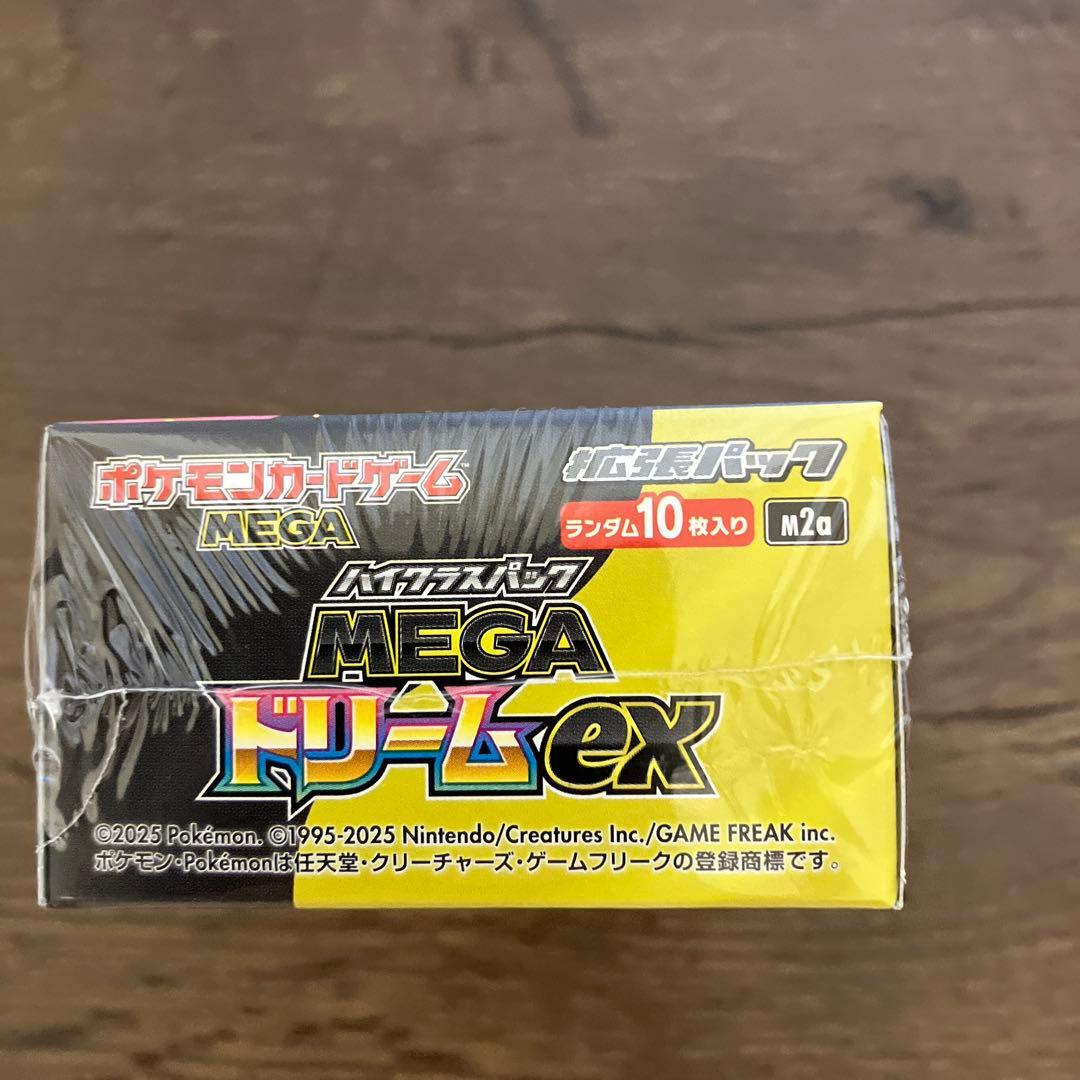 ポケモンカードゲーム™
MEGA
拡張パック
ランダム10枚入り
M2a
ハイクラスパック
MEGA
ドリームex
©2025 Pokémon. ©1995-2025 Nintendo/Creatures Inc./GAME FREAK inc.
ポケモン・Pokémonは任天堂・クリーチャーズ・ゲームフリークの登録商標です。